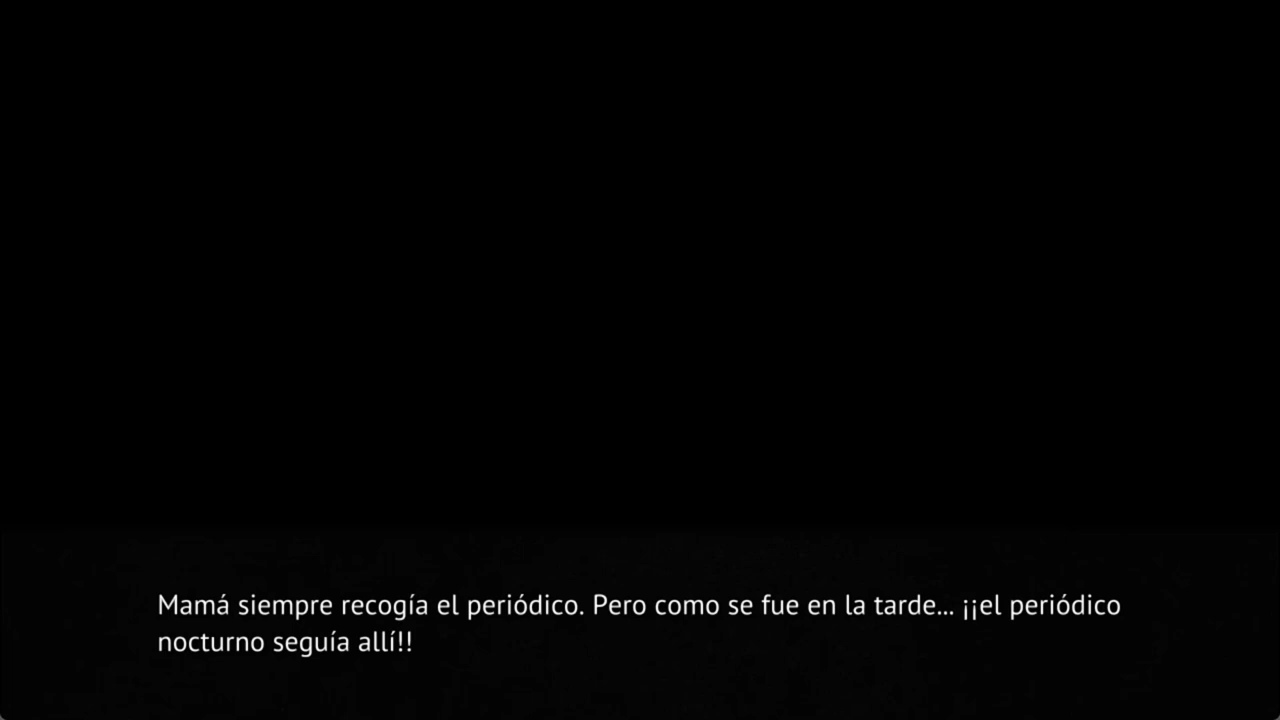 Mamá siempre recogía el periódico. Pero como se fue en la tarde... ¡¡el periódico
nocturno seguía allí!!